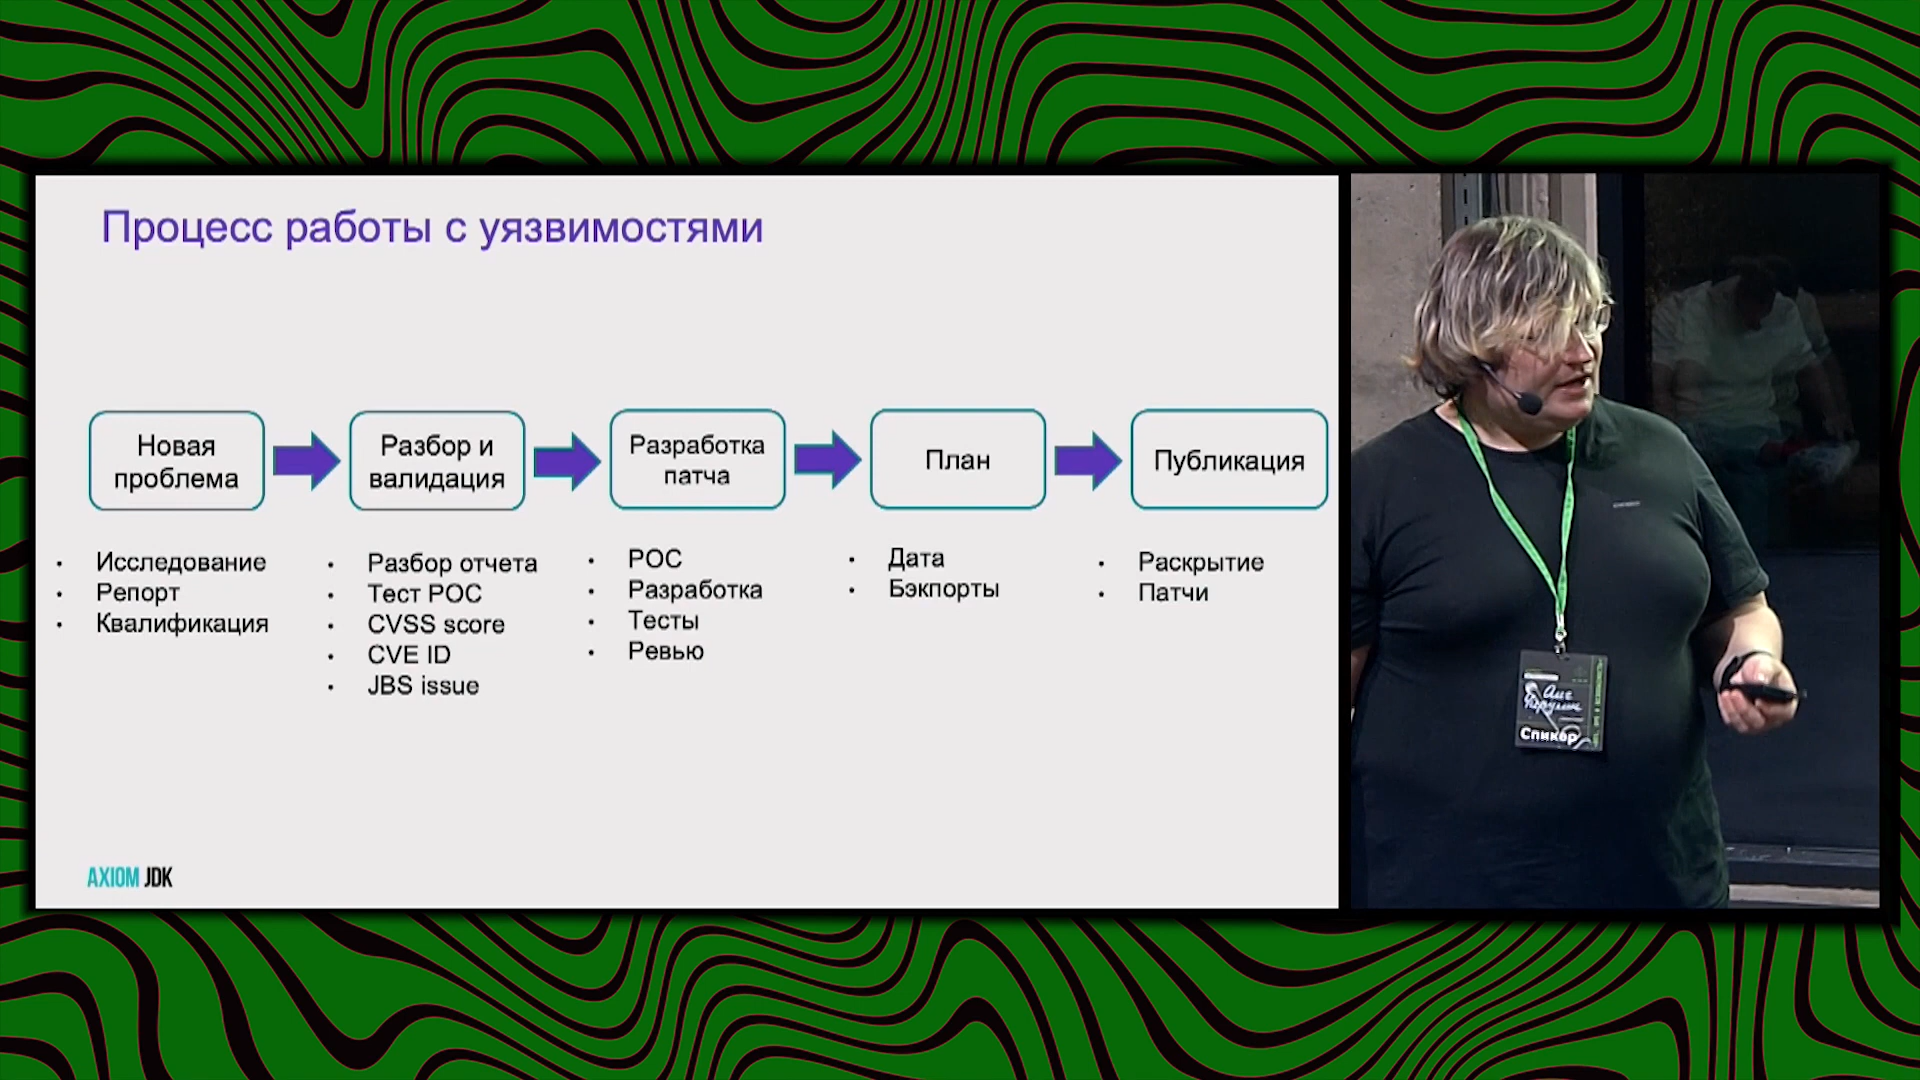 Процесс работы с уязвимостями
Новая
проблема
Разбор и
валидация
Разработка
патча
План
Публикация
• Исследование
• Репорт
• Квалификация
• Разбор отчета
• Тест POC
• CVSS score
• CVE ID
• JBS issue
• POC
• Разработка
• Тесты
• Ревью
• Дата
• Бэкпорты
• Раскрытие
• Патчи
AXIOM JDK
Спикер